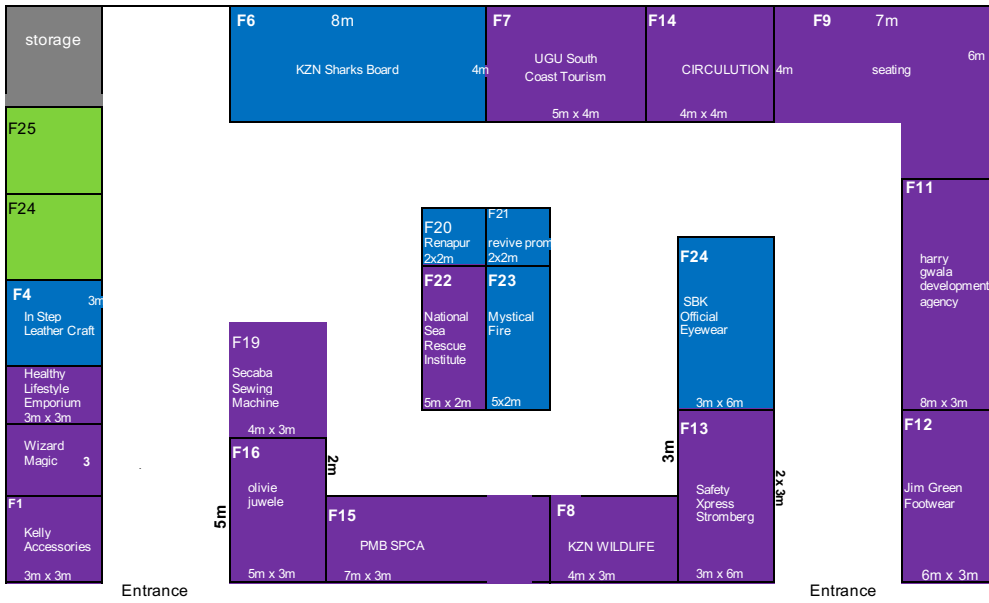 storage
F25
F24
F4
3m
In Step
Leather Craft
Healthy
Lifestyle
Emporium
3m x 3m
Wizard
Magic 3
F1
Kelly
Accessories
3m x 3m
Entrance
F6 8m
KZN Sharks Board
4m
F7
UGU South
Coast Tourism
5m x 4m
F14
CIRCULUTION
4m x 4m
F9 7m
6m
4m
seating
F20
Renapur
2x2m
F21
revive prom
2x2m
F22
National
Sea
Rescue
Institute
5m x 2m
F23
Mystical
Fire
5x2m
F24
SBK
Official
Eyewear
3m x 6m
F11
harry
gwala
development
agency
8m x 3m
F19
Secaba
Sewing
Machine
4m x 3m
F16
olivie
juwele
5m
5m x 3m
2m
F15
PMB SPCA
7m x 3m
F8
KZN WILDLIFE
4m x 3m
3m
F13
Safety
Xpress
Stromberg
3m x 6m
2 x 3m
F12
Jim Green
Footwear
6m x 3m
Entrance